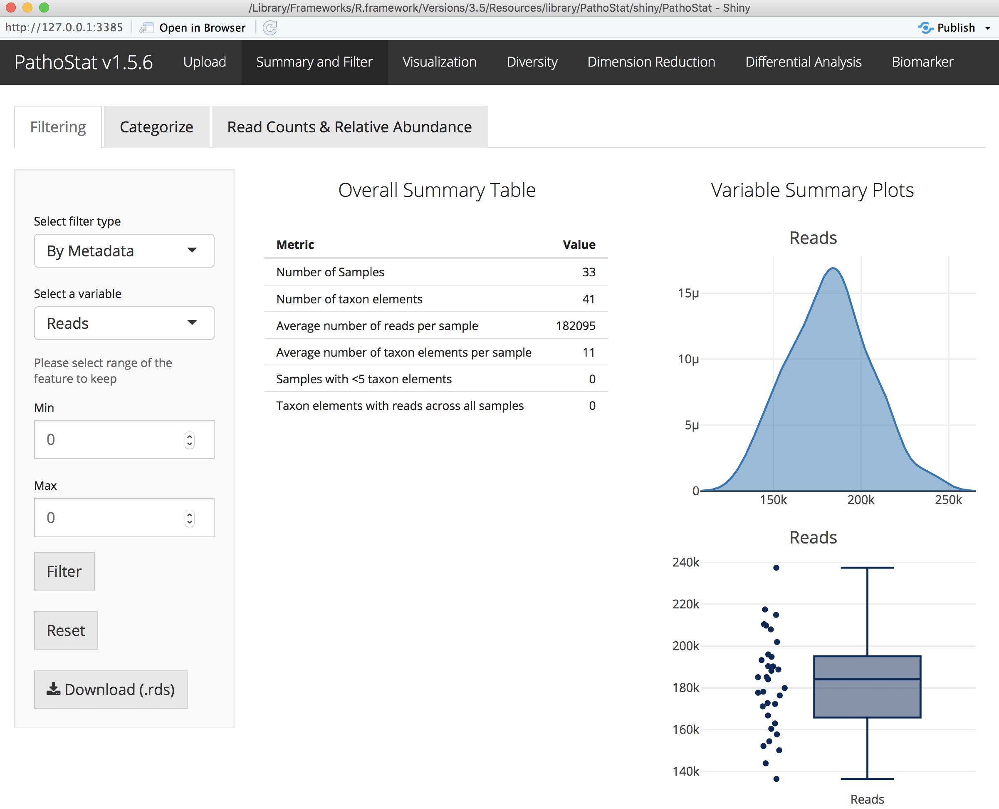 /Library/Frameworks/R.framework/Versions/3.5/Resources/library/PathoStat/shiny/PathoStat - Shiny
http://127.0.0.1:3385 Open in Browser Publish
PathoStat v1.5.6 Upload Summary and Filter Visualization Diversity Dimension Reduction Differential Analysis Biomarker
Filtering Categorize Read Counts & Relative Abundance
Select filter type
By Metadata
Select a variable
Reads
Please select range of the
feature to keep
Min
0
Max
0
Filter
Reset
Download (.rds)
Overall Summary Table
Metric Value
Number of Samples 33
Number of taxon elements 41
Average number of reads per sample 182095
Average number of taxon elements per sample 11
Samples with <5 taxon elements 0
Taxon elements with reads across all samples 0
Variable Summary Plots
Reads
15μ
10μ
5μ
0
150k 200k 250k
Reads
240k
220k
200k
180k
160k
140k
Reads